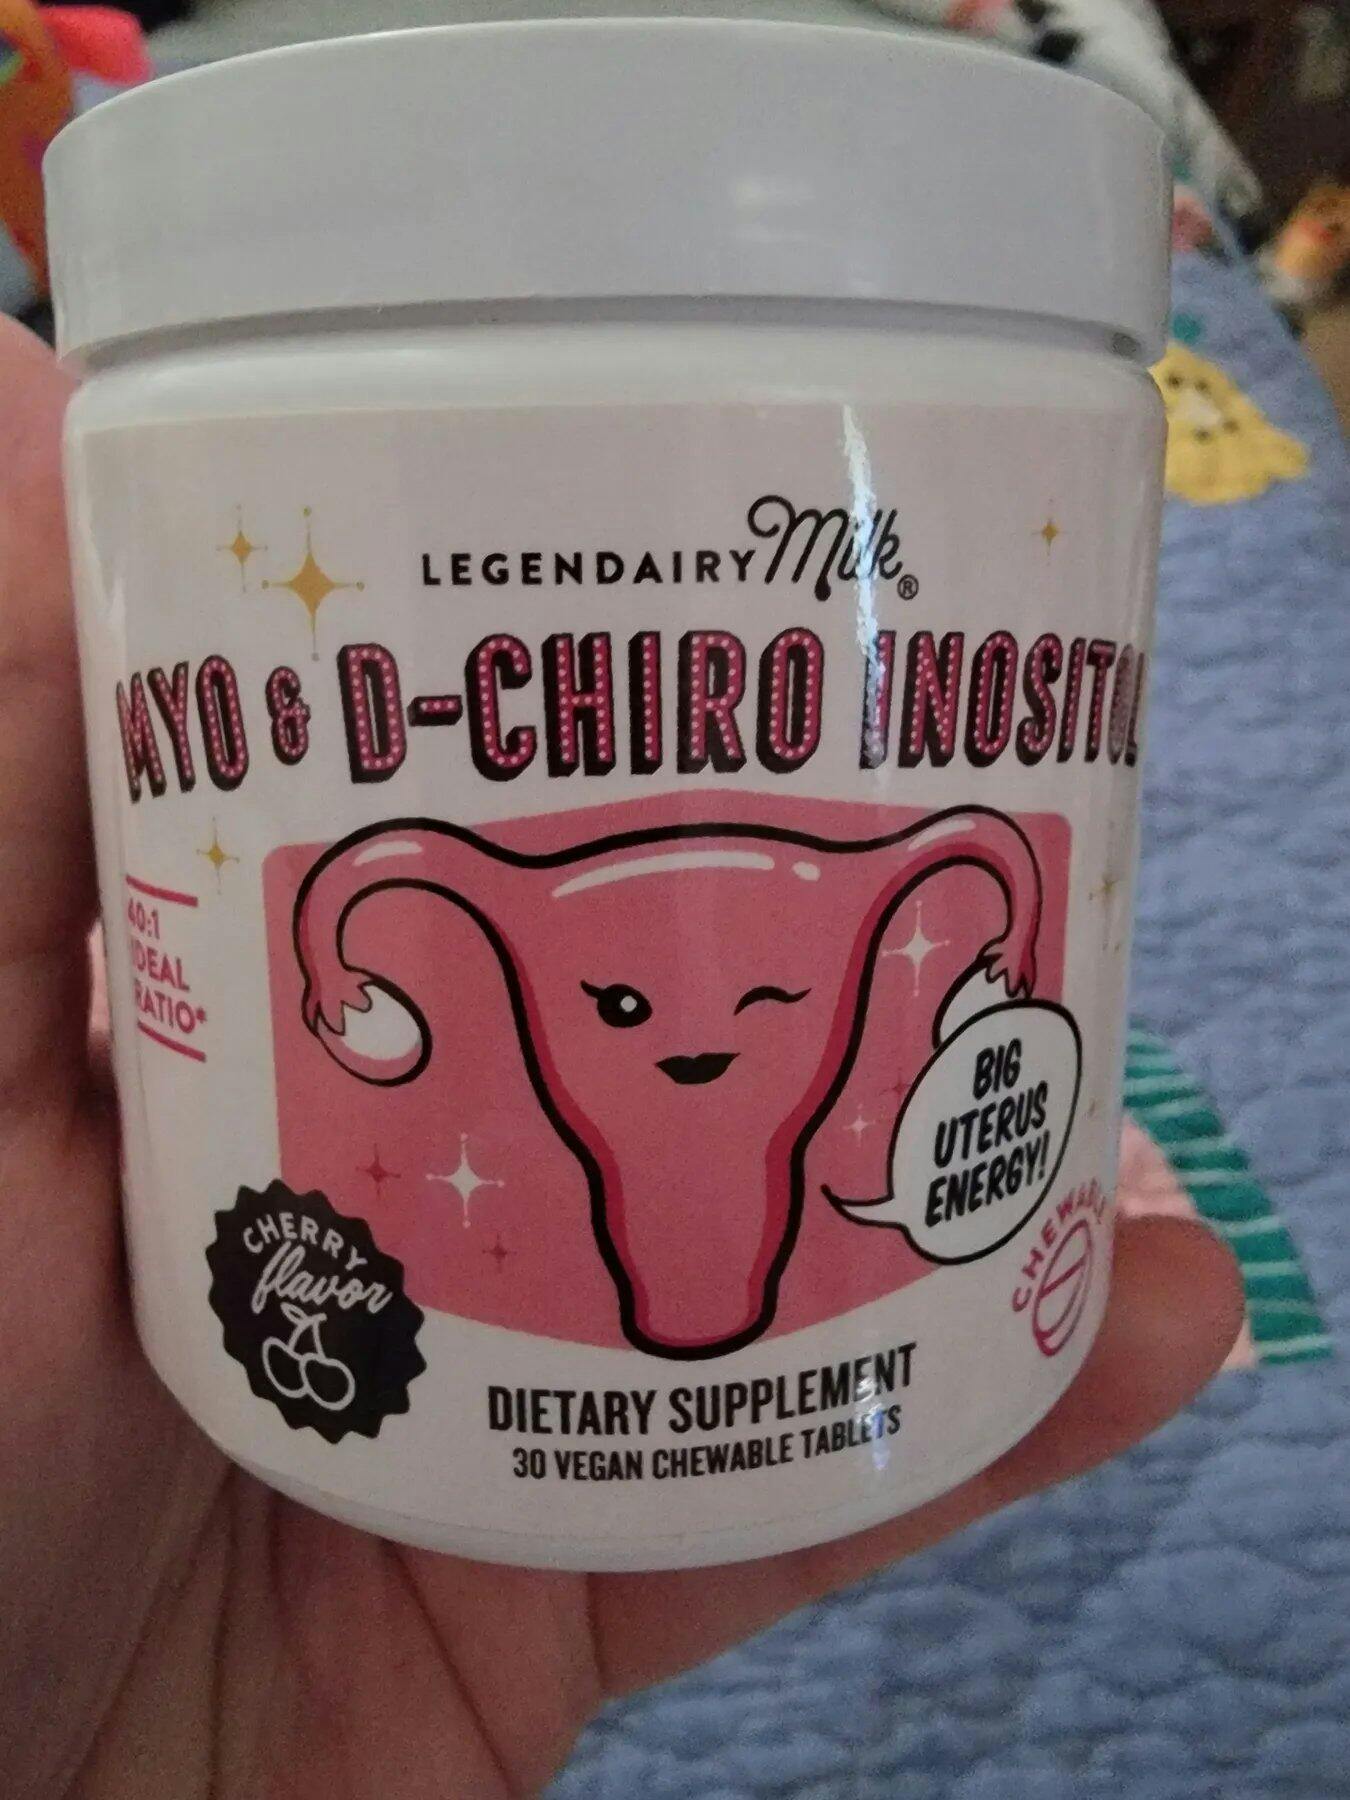 LEGENDAIRY Milk®
MYO & D-CHIRO INOSITOL
40:1
IDEAL
RATIO*
BIG
UTERUS
ENERGY!
CHEWABLE
CHERRY
flavor
DIETARY SUPPLEMENT
30 VEGAN CHEWABLE TABLETS